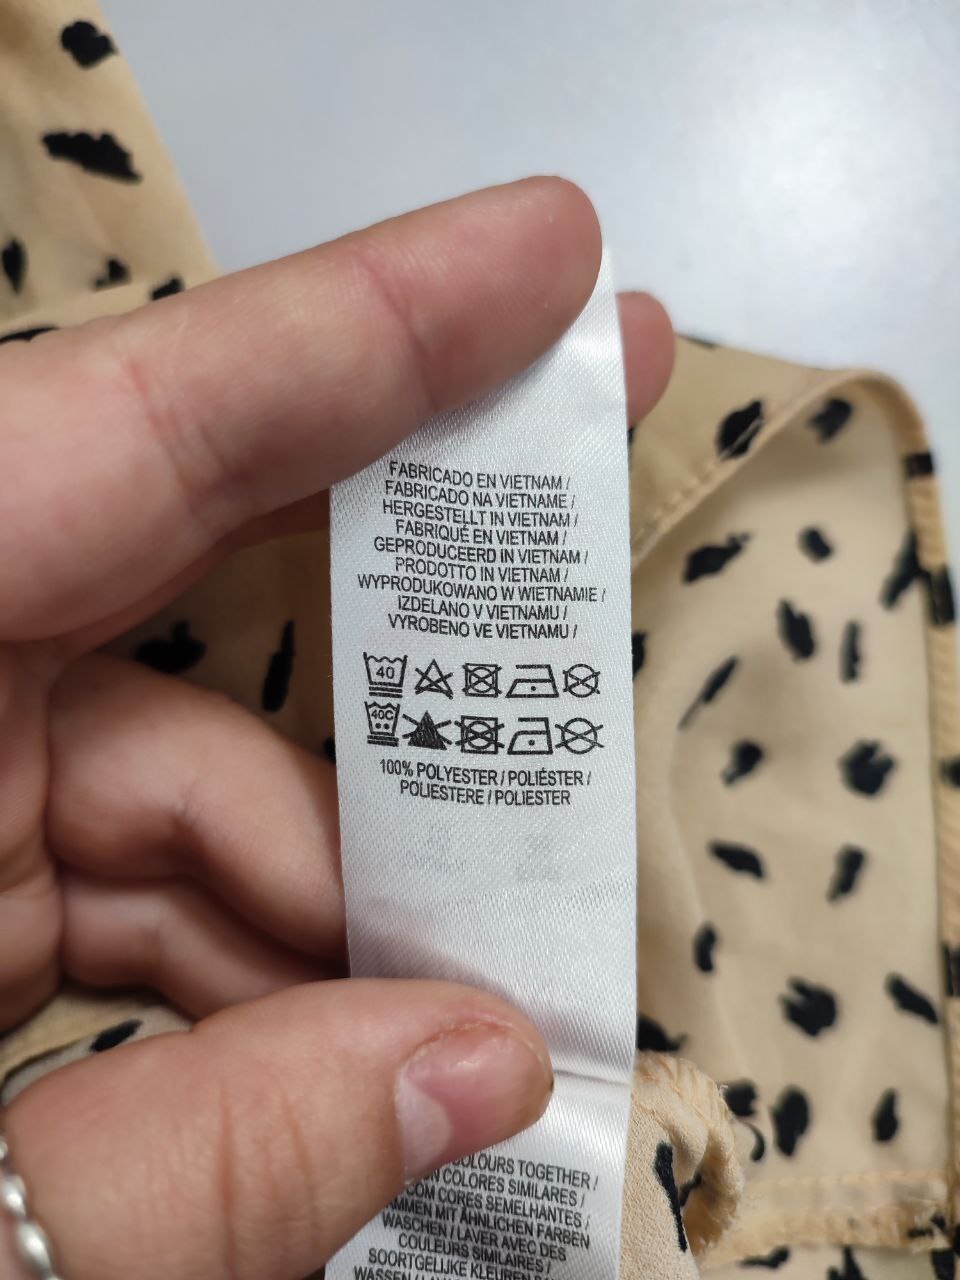 FABRICADO EN VIETNAM /
FABRICADO NA VIETNAME /
HERGESTELLT IN VIETNAM /
FABRIQUÉ EN VIETNAM /
GEPRODUCEERD IN VIETNAM /
PRODOTTO IN VIETNAM /
WYPRODUKOWANO W WIETNAMIE /
IZDELANO V VIETNAMU /
VYROBENO VE VIETNAMU /
40
40C
100% POLYESTER / POLIÉSTER /
POLIESTERE / POLIESTER
COLOURS TOGETHER /
COLORES SIMILARES /
COM CORES SEMELHANTES /
MIT ÄHNLICHEN FARBEN
WASCHEN / LAVER AVEC DES
COULEURS SIMILAIRES /
SOORTGELIJKE KLEUREN
WASSEN /